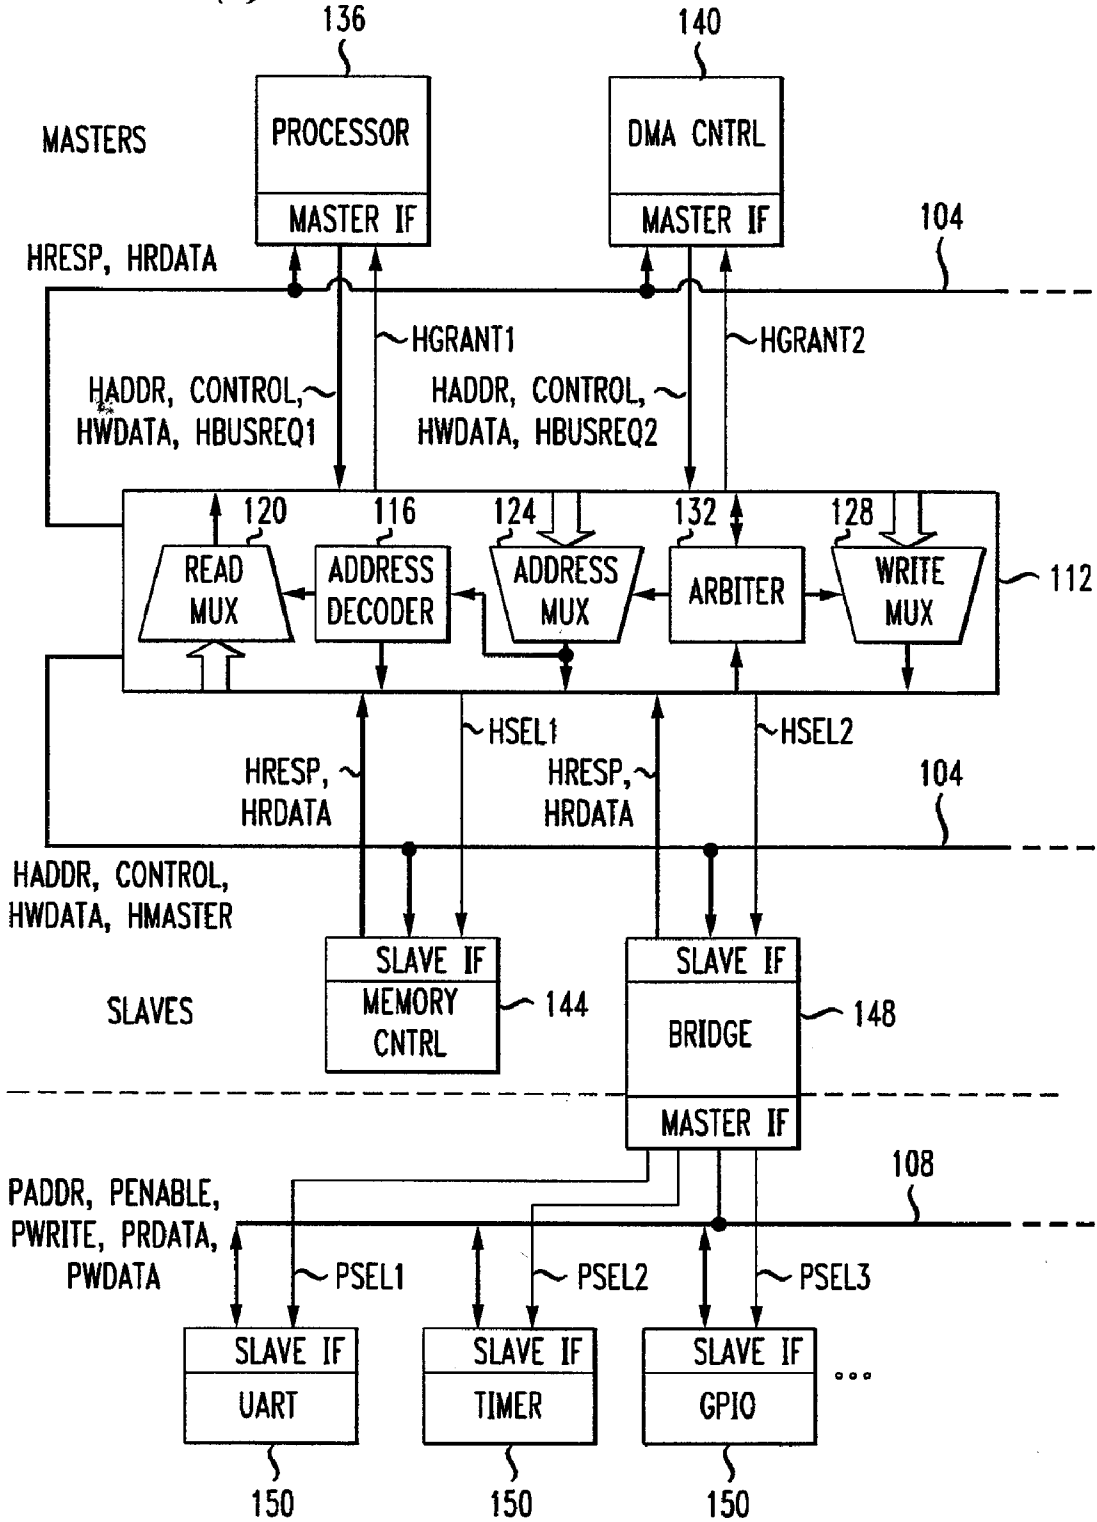 136
140
PROCESSOR
DMA CNTRL
MASTERS
MASTER IF
MASTER IF
104
HRESP, HRDATA
HGRANT1
HGRANT2
HADDR, CONTROL,
HWDATA, HBUSREQ1
HADDR, CONTROL,
HWDATA, HBUSREQ2
120
116
124
132
128
READ
MUX
ADDRESS
DECODER
ADDRESS
MUX
ARBITER
WRITE
MUX
112
HSEL1
HSEL2
HRESP,
HRDATA
HRESP,
HRDATA
104
HADDR, CONTROL,
HWDATA, HMASTER
SLAVE IF
SLAVE IF
SLAVES
MEMORY
CNTRL
144
BRIDGE
148
MASTER IF
108
PADDR, PENABLE,
PWRITE, PRDATA,
PWDATA
PSEL1
PSEL2
PSEL3
SLAVE IF
SLAVE IF
SLAVE IF
UART
TIMER
GPIO
150
150
150